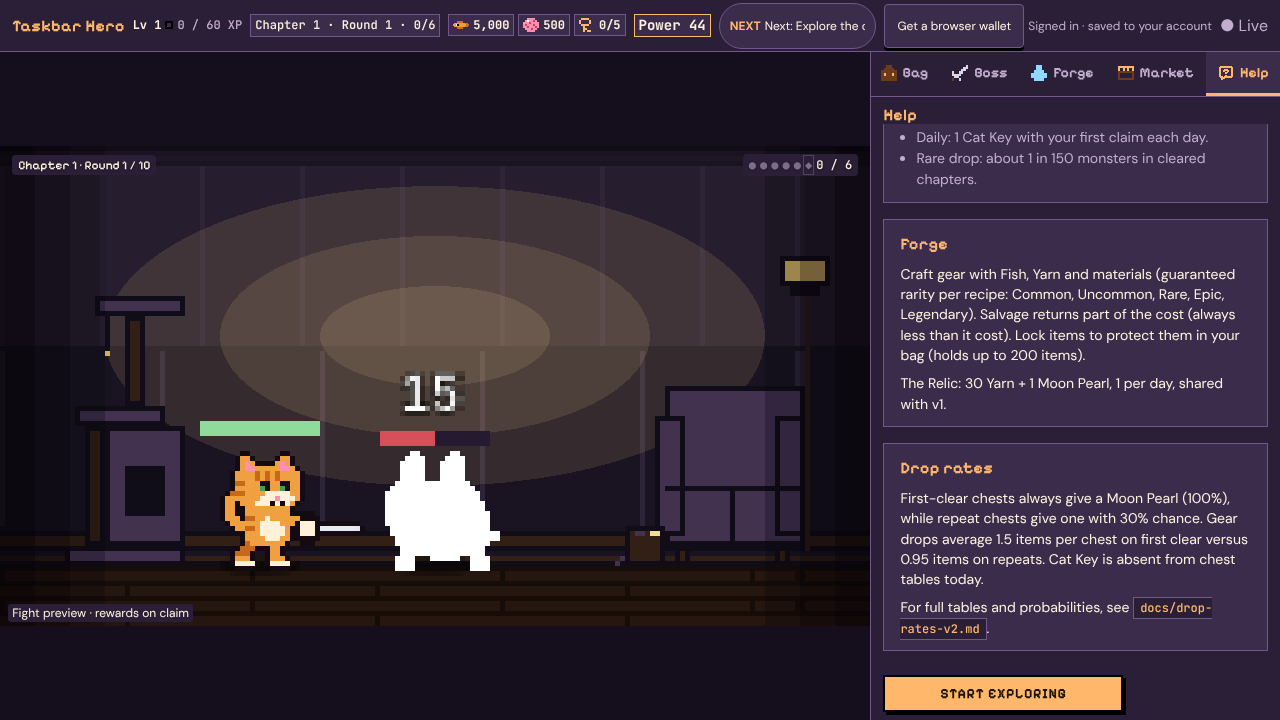 Taskbar Hero Lv 1 0 / 60 XP Chapter 1 · Round 1 · 0/6 5,000 500 0/5 Power 44 NEXT Next: Explore the c Get a browser wallet Signed in · saved to your account Live
Bag Boss Forge Market Help
Help
Daily: 1 Cat Key with your first claim each day.
Rare drop: about 1 in 150 monsters in cleared
chapters.
Chapter 1 · Round 1 / 10
0 / 6
15
Fight preview · rewards on claim
Forge
Craft gear with Fish, Yarn and materials (guaranteed
rarity per recipe: Common, Uncommon, Rare, Epic,
Legendary). Salvage returns part of the cost (always
less than it cost). Lock items to protect them in your
bag (holds up to 200 items).
The Relic: 30 Yarn + 1 Moon Pearl, 1 per day, shared
with v1.
Drop rates
First-clear chests always give a Moon Pearl (100%),
while repeat chests give one with 30% chance. Gear
drops average 1.5 items per chest on first clear versus
0.95 items on repeats. Cat Key is absent from chest
tables today.
For full tables and probabilities, see docs/drop-
rates-v2.md.
START EXPLORING